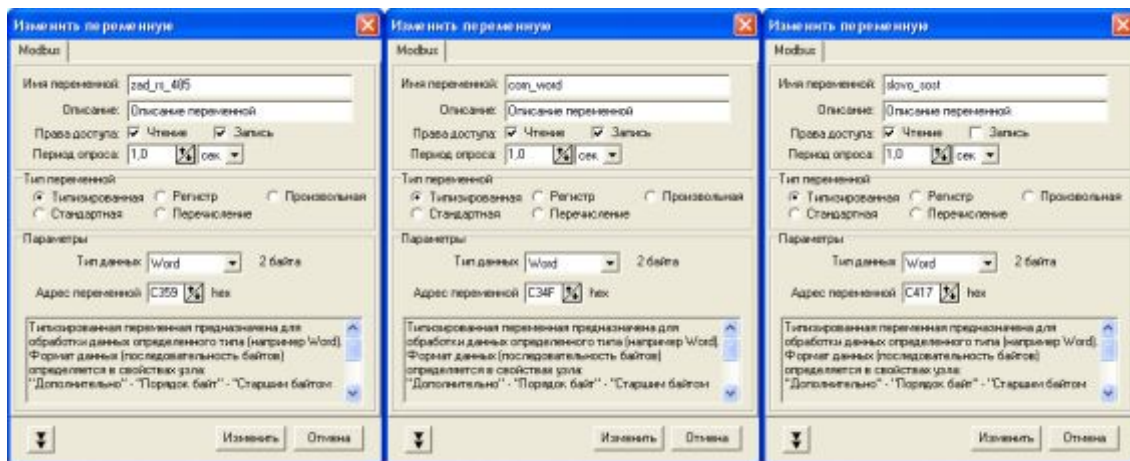 Изменить переменную
Modbus
Имя переменной: zad_rs_485
Описание: Описание переменной
Права доступа: Чтение Запись
Период опроса: 1,0 сек.
Тип переменной
Типизированная Регистр Произвольная
Стандартная Перечисление
Параметры
Тип данных Word 2 байта
Адрес переменной C359 hex
Типизированная переменная предназначена для
обработки данных определенного типа (например Word).
Формат данных (последовательность байтов)
определяется в свойствах узла:
"Дополнительно" - "Порядок байт" - "Старшим байтом
Изменить Отмена
Изменить переменную
Modbus
Имя переменной: com_word
Описание: Описание переменной
Права доступа: Чтение Запись
Период опроса: 1,0 сек.
Тип переменной
Типизированная Регистр Произвольная
Стандартная Перечисление
Параметры
Тип данных Word 2 байта
Адрес переменной C34F hex
Типизированная переменная предназначена для
обработки данных определенного типа (например Word).
Формат данных (последовательность байтов)
определяется в свойствах узла:
"Дополнительно" - "Порядок байт" - "Старшим байтом
Изменить Отмена
Изменить переменную
Modbus
Имя переменной: slovo_sost
Описание: Описание переменной
Права доступа: Чтение Запись
Период опроса: 1,0 сек.
Тип переменной
Типизированная Регистр Произвольная
Стандартная Перечисление
Параметры
Тип данных Word 2 байта
Адрес переменной C417 hex
Типизированная переменная предназначена для
обработки данных определенного типа (например Word).
Формат данных (последовательность байтов)
определяется в свойствах узла:
"Дополнительно" - "Порядок байт" - "Старшим байтом
Изменить Отмена